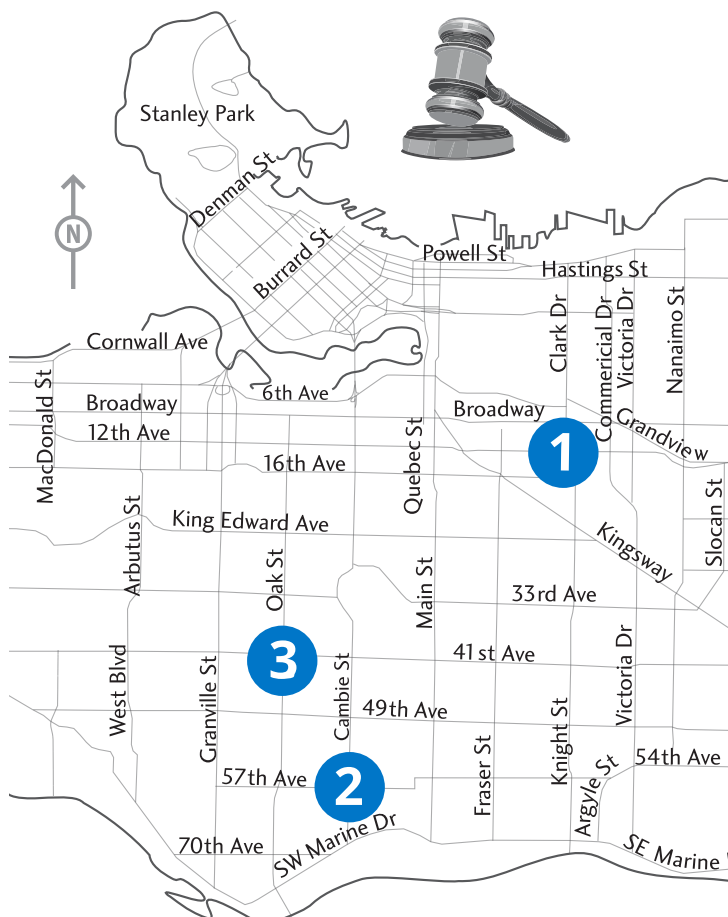 Stanley Park
Denman St
N
Burrard St
Powell St
Hastings St
Clark Dr
Commericial Dr
Victoria Dr
Nanaimo St
Cornwall Ave
MacDonald St
6th Ave
Broadway
Broadway
Grandview
12th Ave
Quebec St
1
16th Ave
Slocan St
Arbutus St
King Edward Ave
Kingsway
Oak St
Main St
33rd Ave
3
41st Ave
West Blvd
Granville St
Cambie St
Victoria Dr
49th Ave
Knight St
54th Ave
57th Ave
2
Fraser St
Argyle St
70th Ave
SW Marine Dr
SE Marine